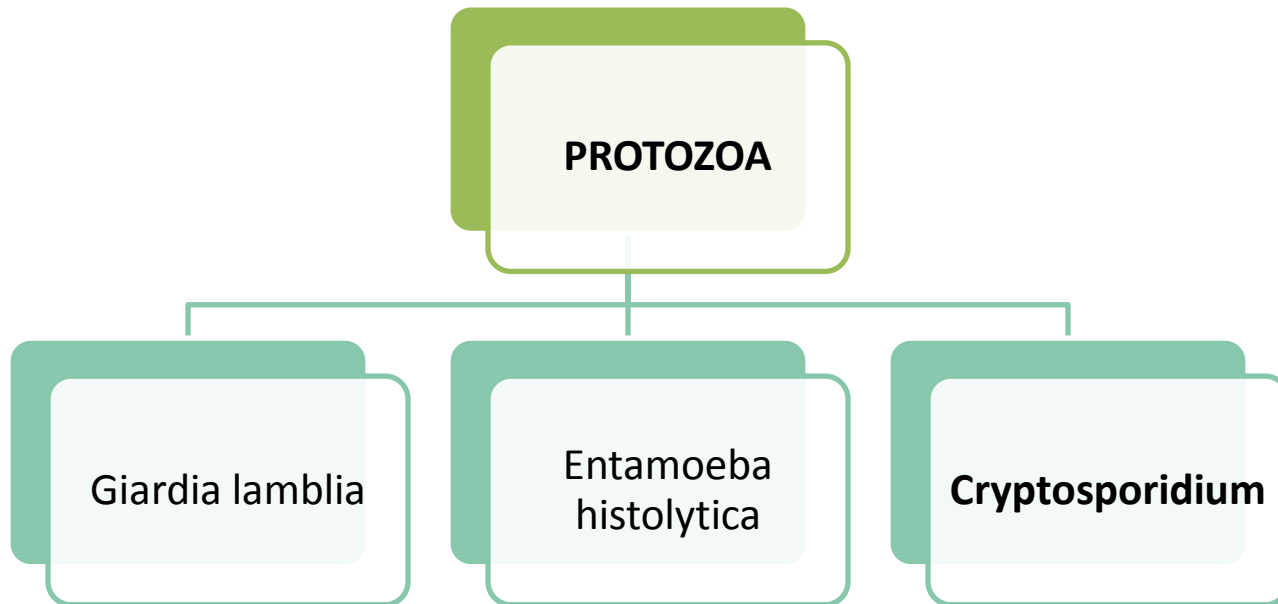 PROTOZOA
Giardia lamblia
Entamoeba
histolytica
Cryptosporidium